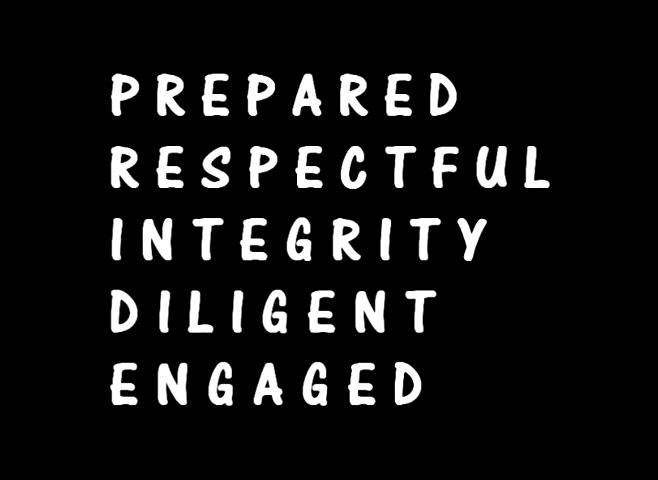 PREPARED
RESPECTFUL
INTEGRITY
DILIGENT
ENGAGED